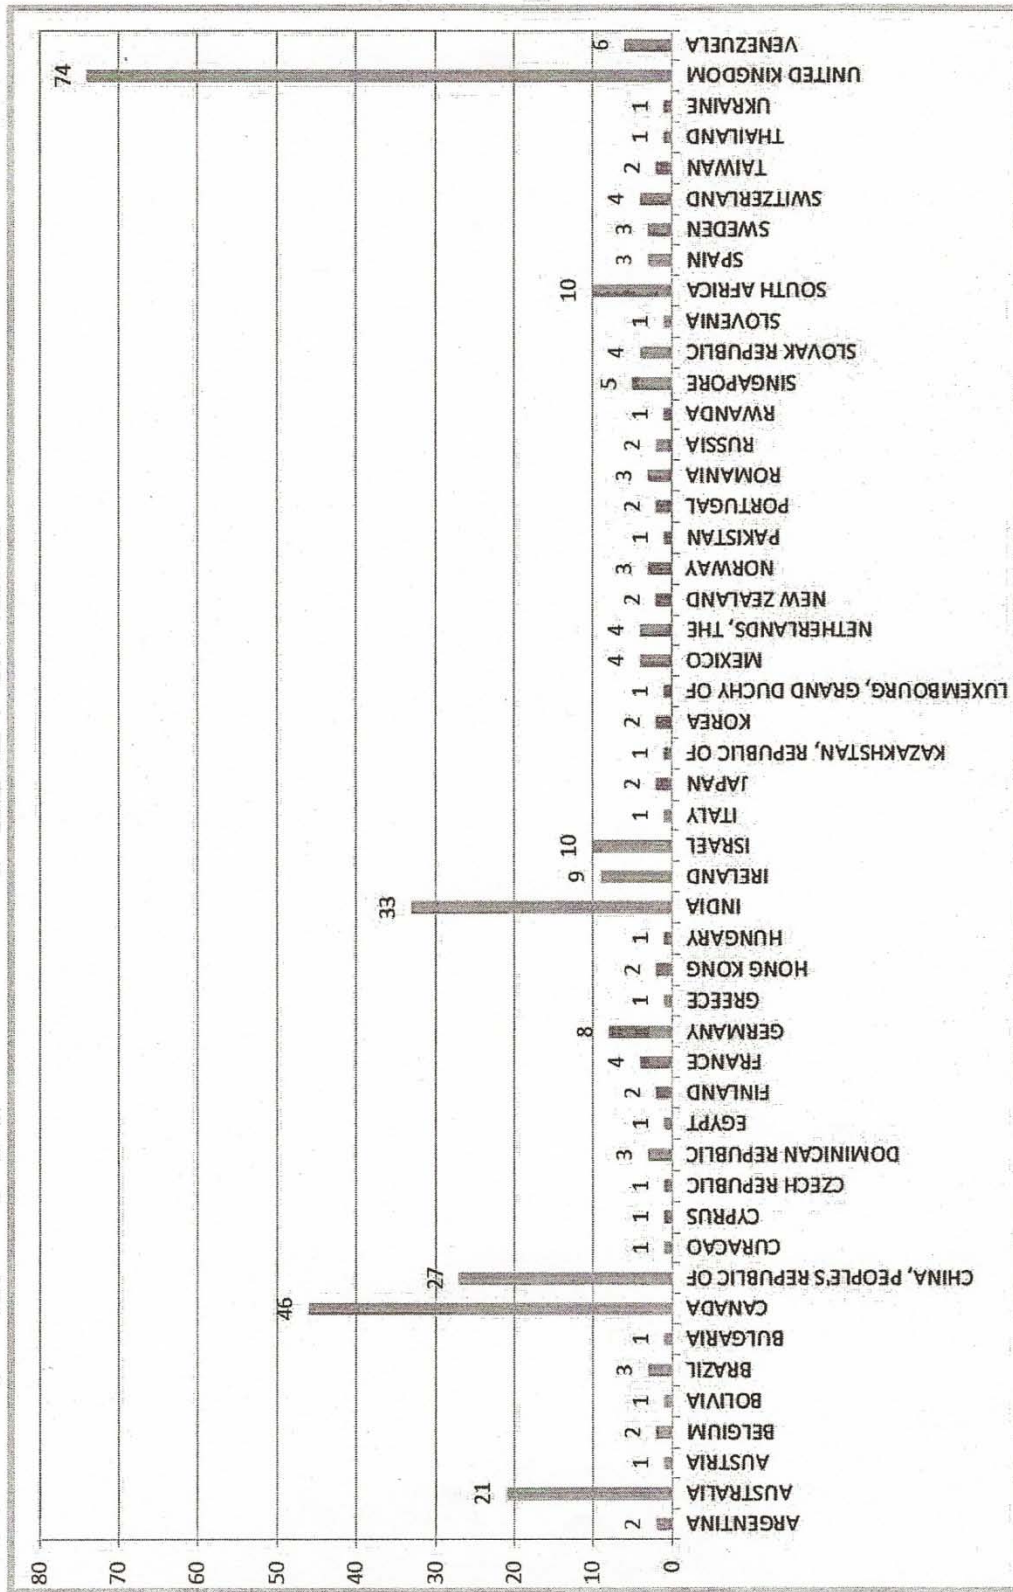 80
70
60
50
40
30
20
10
0
2
21
1
2
1
3
1
46
27
1
1
1
3
1
2
4
8
1
2
1
33
9
10
1
2
1
2
1
4
4
2
3
1
2
3
2
1
5
4
1
10
3
3
4
2
1
1
74
6
ARGENTINA
AUSTRALIA
AUSTRIA
BELGIUM
BOLIVIA
BRAZIL
BULGARIA
CANADA
CHINA, PEOPLE'S REPUBLIC OF
CURACAO
CYPRUS
CZECH REPUBLIC
DOMINICAN REPUBLIC
EGYPT
FINLAND
FRANCE
GERMANY
GREECE
HONG KONG
HUNGARY
INDIA
IRELAND
ISRAEL
ITALY
JAPAN
KAZAKHSTAN, REPUBLIC OF
KOREA
LUXEMBOURG, GRAND DUCHY OF
MEXICO
NETHERLANDS, THE
NEW ZEALAND
NORWAY
PAKISTAN
PORTUGAL
ROMANIA
RUSSIA
RWANDA
SINGAPORE
SLOVAK REPUBLIC
SLOVENIA
SOUTH AFRICA
SPAIN
SWEDEN
SWITZERLAND
TAIWAN
THAILAND
UKRAINE
UNITED KINGDOM
VENEZUELA